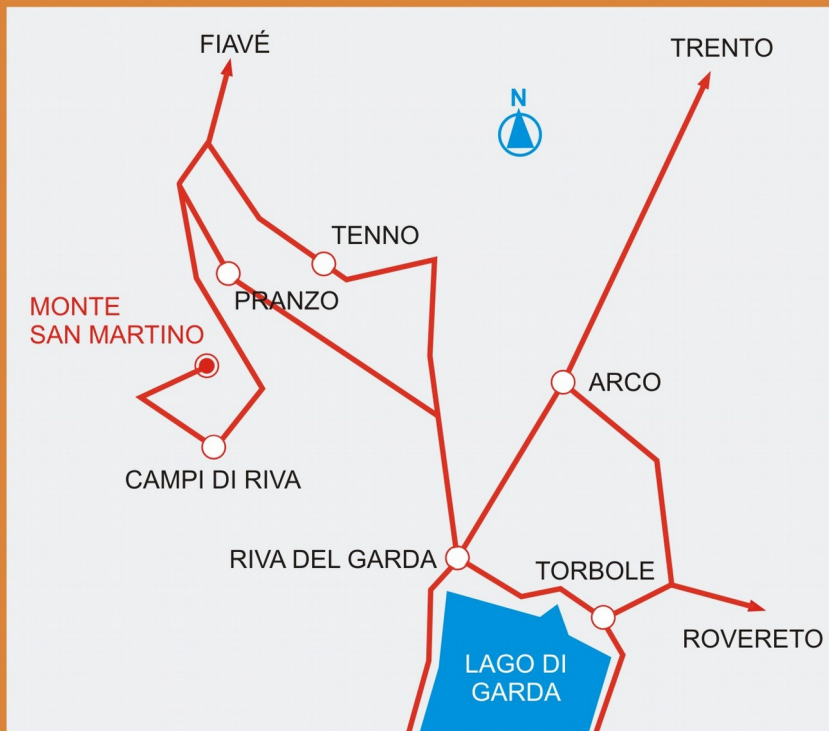 FIAVÉ
TRENTO
N
TENNO
PRANZO
MONTE
SAN MARTINO
ARCO
CAMPI DI RIVA
RIVA DEL GARDA
TORBOLE
ROVERETO
LAGO DI
GARDA